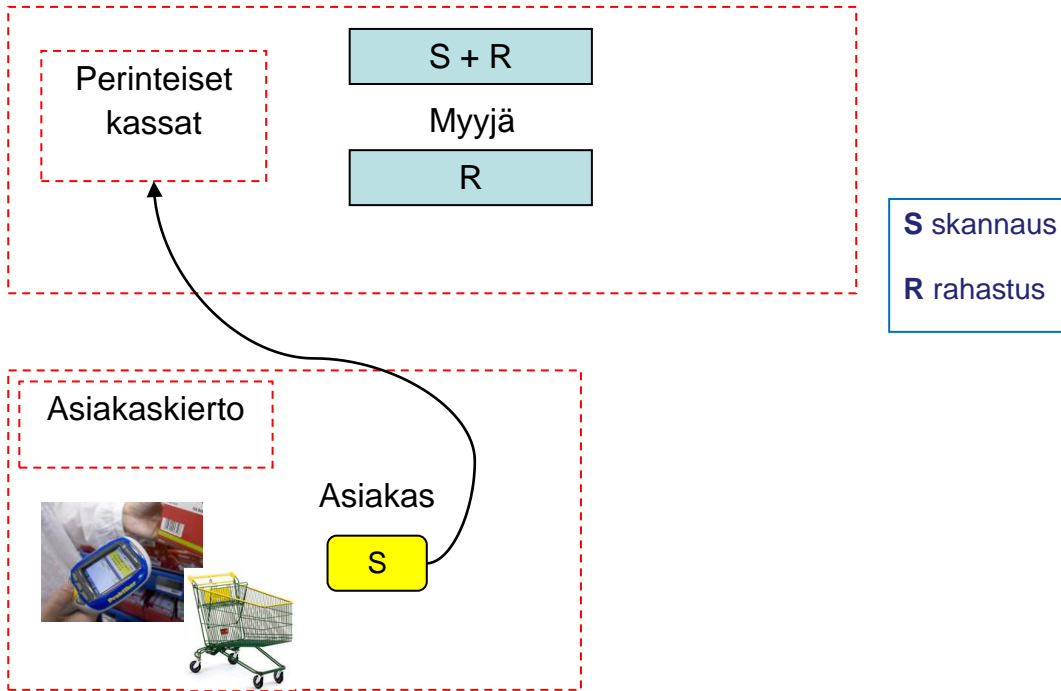 Perinteiset
kassat
S + R
Myyjä
R
S skannaus
R rahastus
Asiakaskierto
Asiakas
S